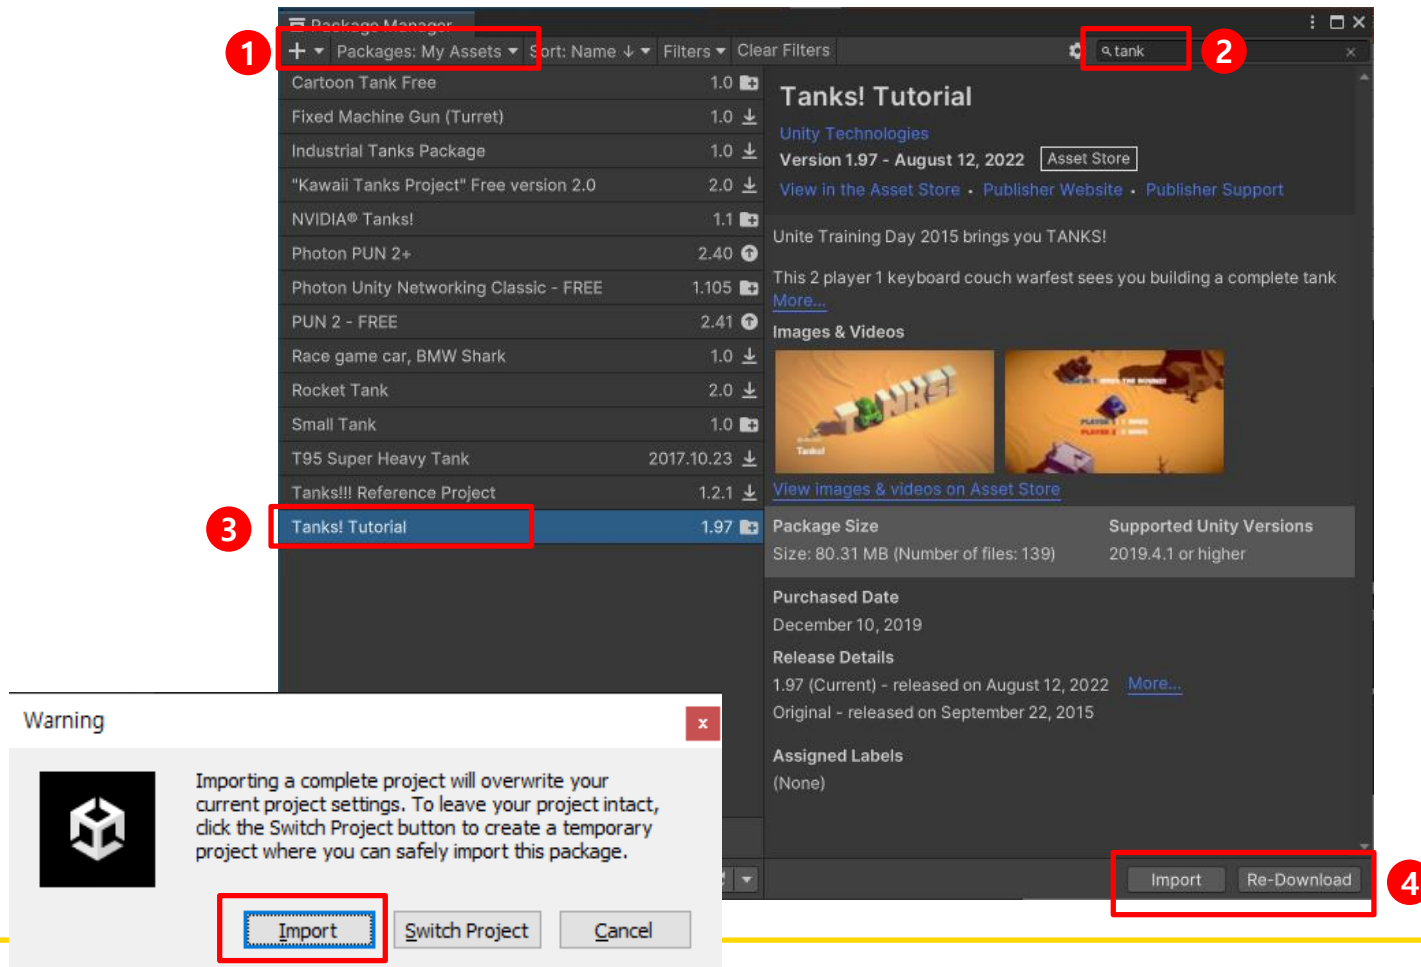 Package Manager
1
+ Packages: My Assets Sort: Name ↓ Filters Clear Filters
tank
2
Cartoon Tank Free 1.0
Fixed Machine Gun (Turret) 1.0
Industrial Tanks Package 1.0
"Kawaii Tanks Project" Free version 2.0 2.0
NVIDIA® Tanks! 1.1
Photon PUN 2+ 2.40
Photon Unity Networking Classic - FREE 1.105
PUN 2 - FREE 2.41
Race game car, BMW Shark 1.0
Rocket Tank 2.0
Small Tank 1.0
T95 Super Heavy Tank 2017.10.23
Tanks!!! Reference Project 1.2.1
3
Tanks! Tutorial 1.97
Tanks! Tutorial
Unity Technologies
Version 1.97 - August 12, 2022 Asset Store
View in the Asset Store • Publisher Website • Publisher Support
Unite Training Day 2015 brings you TANKS!
This 2 player 1 keyboard couch warfest sees you building a complete tank
More...
Images & Videos
TANKS!
Tanks!
View images & videos on Asset Store
Package Size
Size: 80.31 MB (Number of files: 139)
Supported Unity Versions
2019.4.1 or higher
Purchased Date
December 10, 2019
Release Details
1.97 (Current) - released on August 12, 2022 More...
Original - released on September 22, 2015
Assigned Labels
(None)
Import Re-Download
4
Warning
x
Importing a complete project will overwrite your
current project settings. To leave your project intact,
click the Switch Project button to create a temporary
project where you can safely import this package.
Import Switch Project Cancel